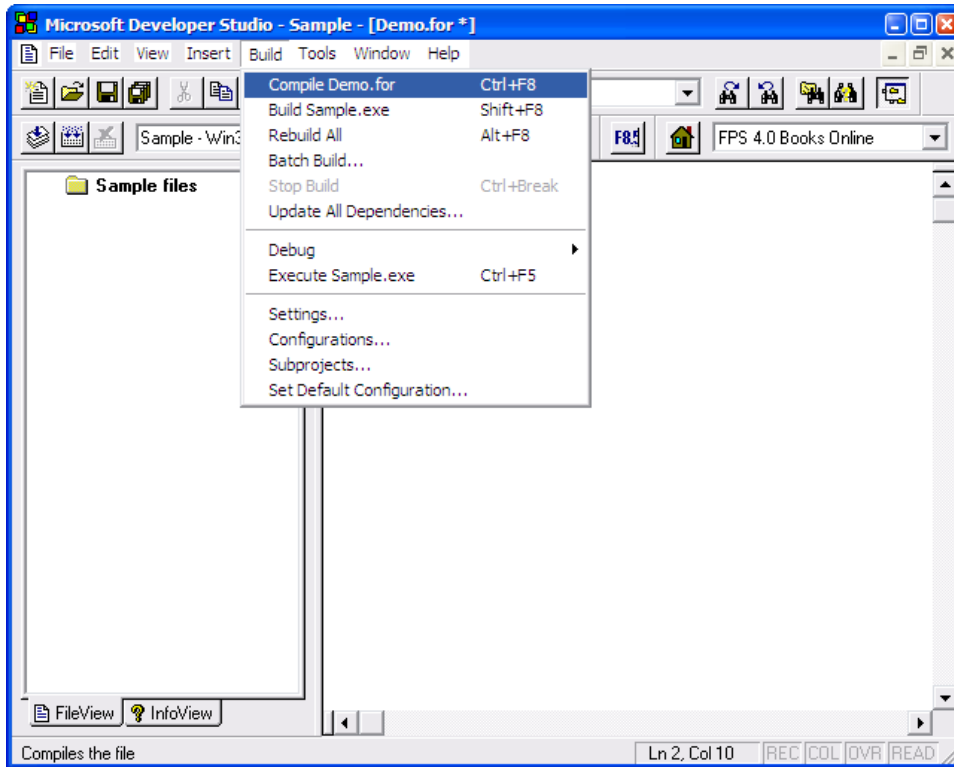 Microsoft Developer Studio - Sample - [Demo.for *]
File Edit View Insert Build Tools Window Help
Compile Demo.for Ctrl+F8
Build Sample.exe Shift+F8
Rebuild All Alt+F8
Batch Build...
Stop Build Ctrl+Break
Update All Dependencies...
Debug
Execute Sample.exe Ctrl+F5
Settings...
Configurations...
Subprojects...
Set Default Configuration...
Sample - Win3
F8.
FPS 4.0 Books Online
Sample files
FileView InfoView
Compiles the file Ln 2, Col 10 REC COL OVR READ